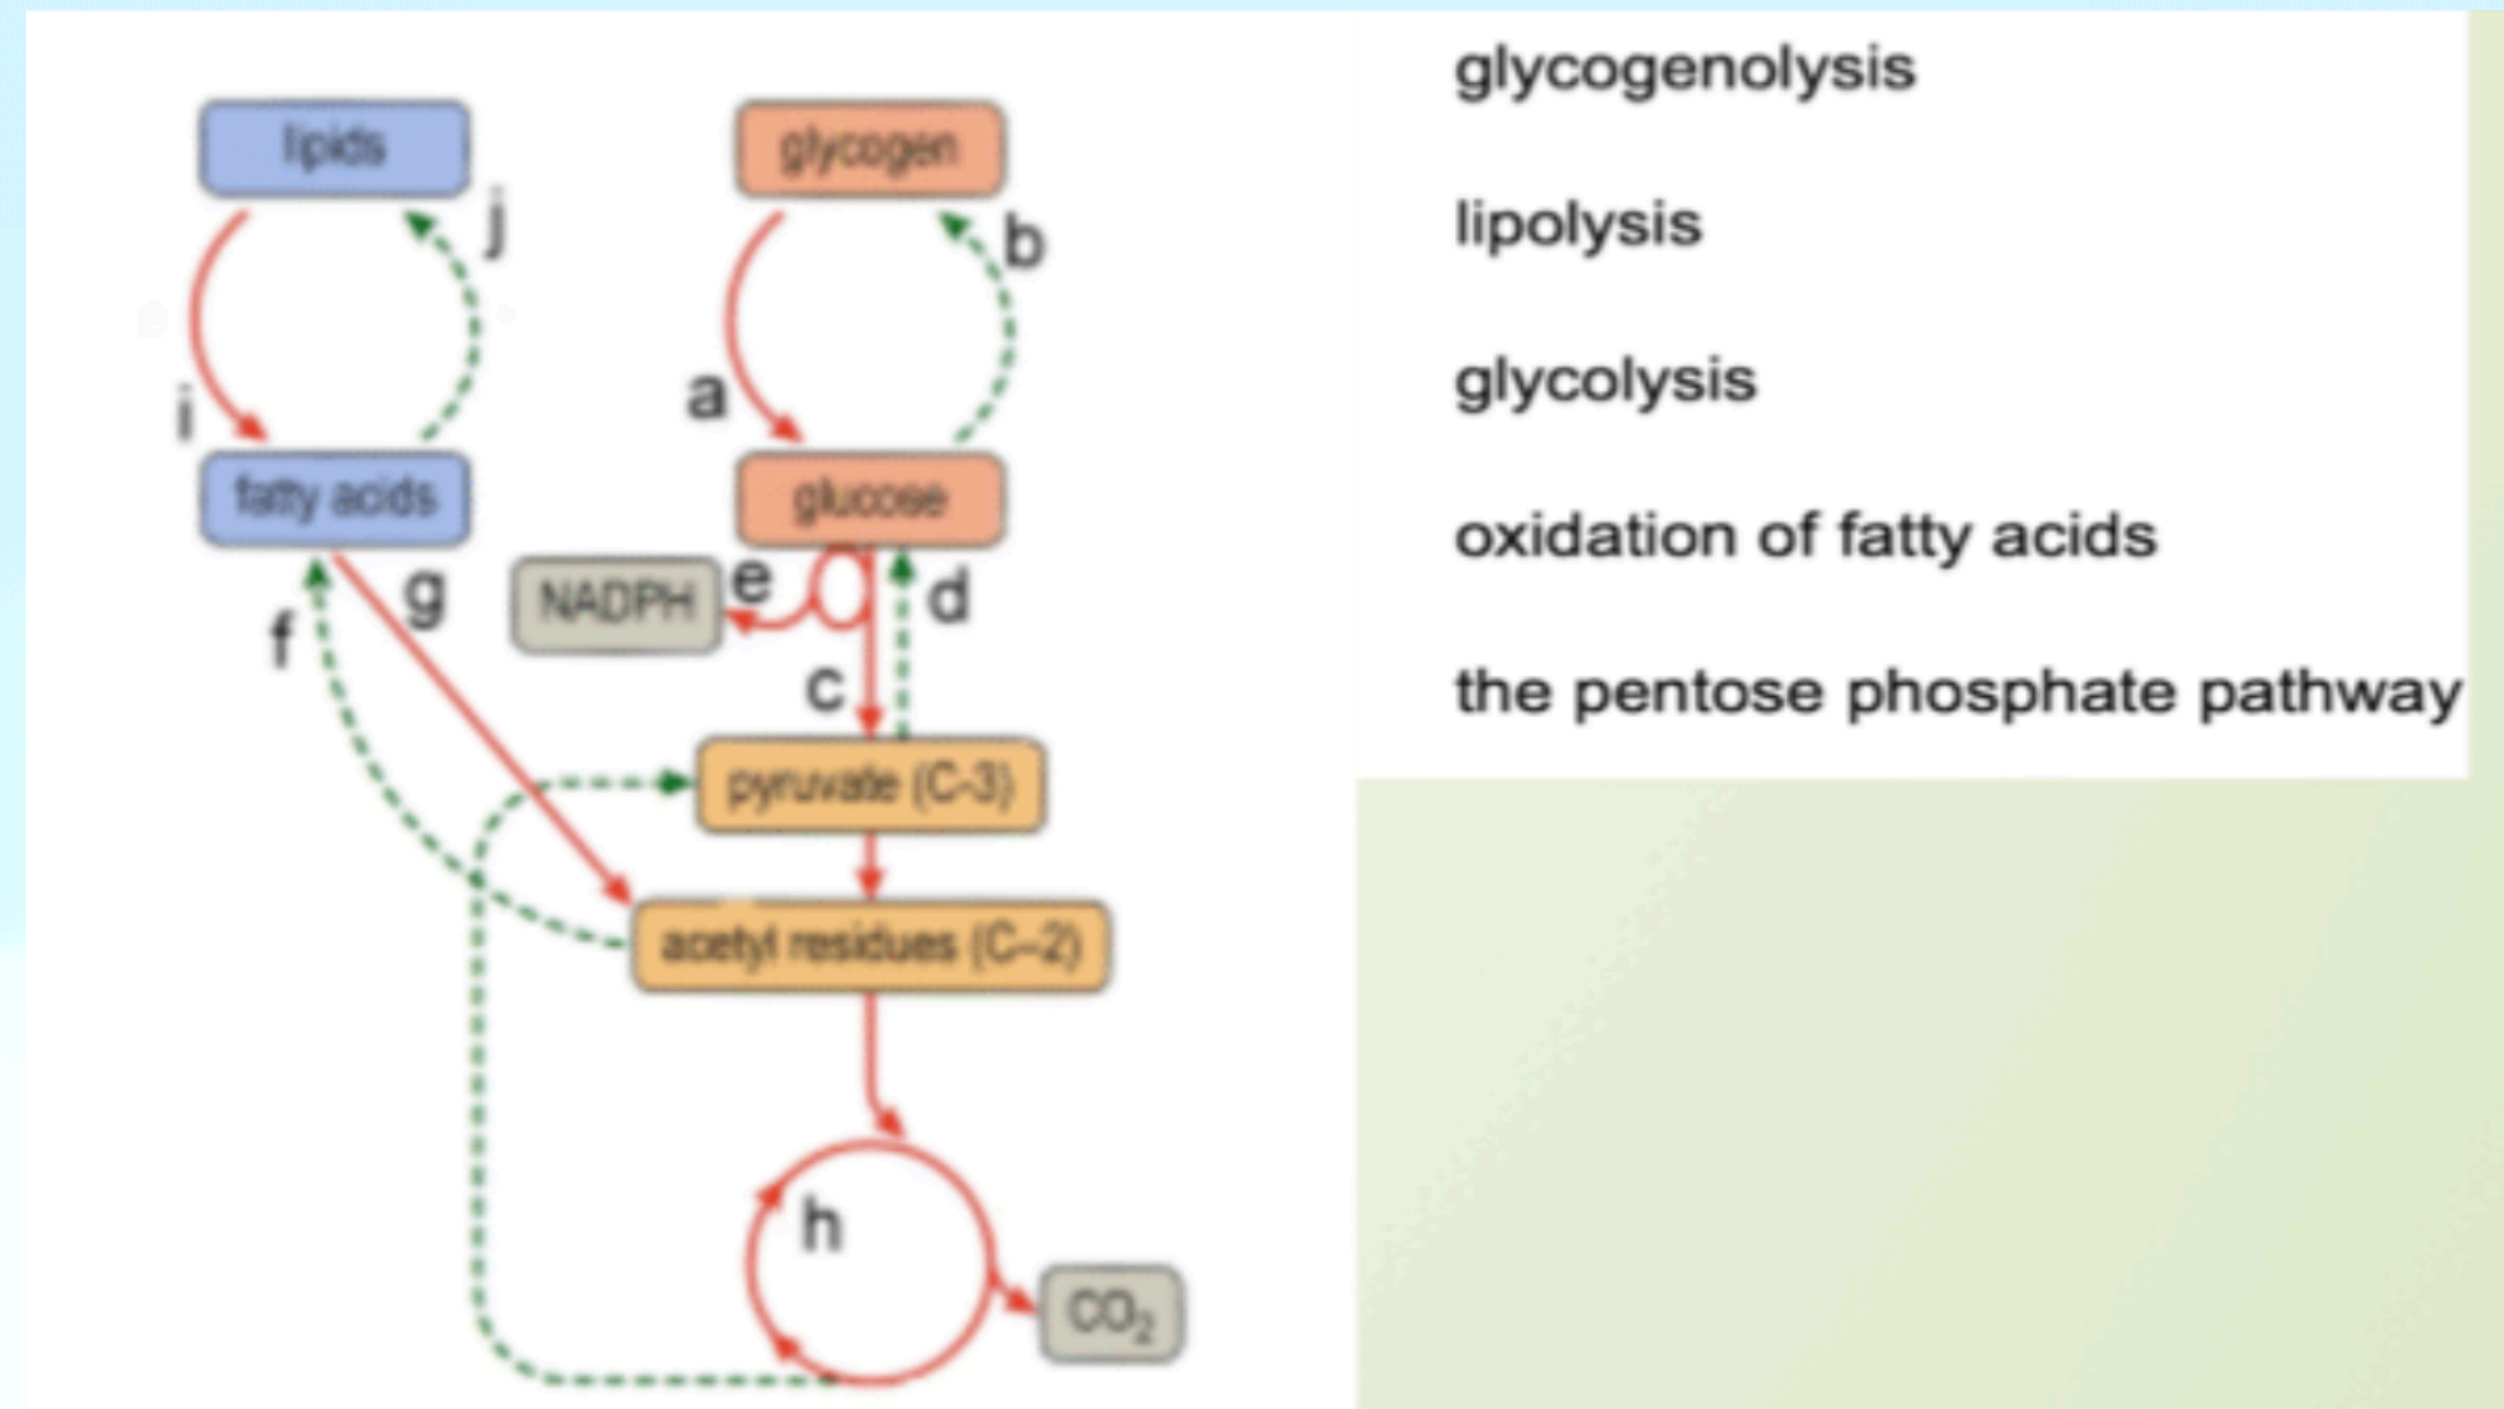 glycogenolysis
lipids
glycogen
lipolysis
j
b
glycolysis
i
a
fatty acids
glucose
oxidation of fatty acids
NADPH
e
d
g
f
c
the pentose phosphate pathway
pyruvate (C-3)
acetyl residues (C–2)
h
CO₂